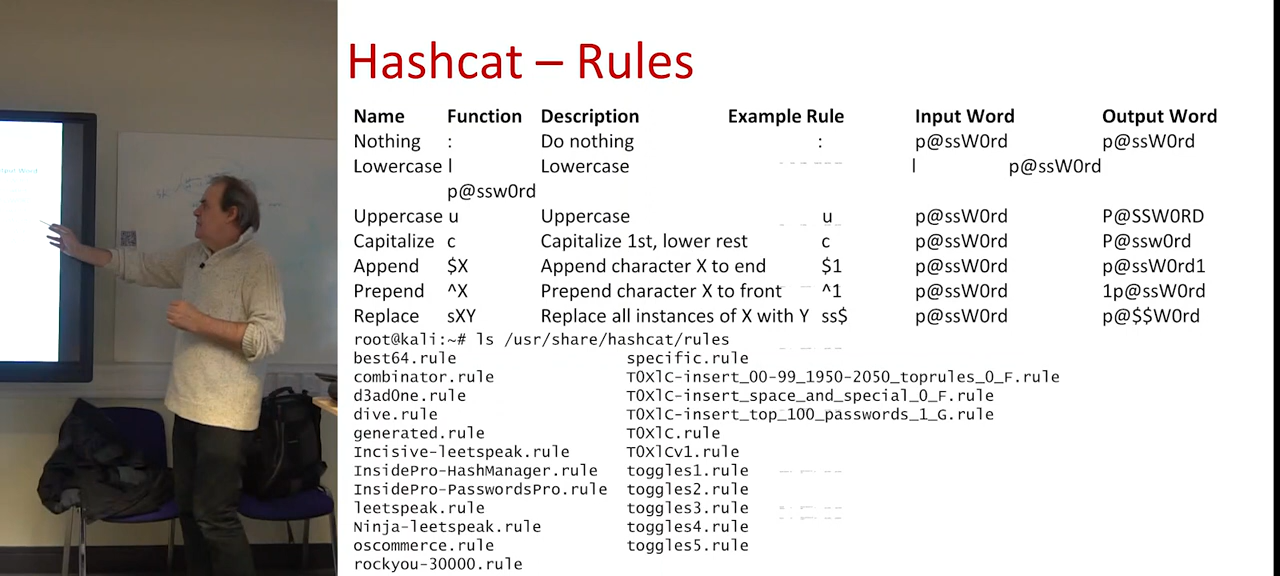 Hashcat – Rules
Name Function Description Example Rule Input Word Output Word
Nothing : Do nothing : p@ssW0rd p@ssW0rd
Lowercase l Lowercase l p@ssW0rd
p@ssw0rd
Uppercase u Uppercase u p@ssW0rd P@SSW0RD
Capitalize c Capitalize 1st, lower rest c p@ssW0rd P@ssw0rd
Append $X Append character X to end $1 p@ssW0rd p@ssW0rd1
Prepend ^X Prepend character X to front ^1 p@ssW0rd 1p@ssW0rd
Replace sXY Replace all instances of X with Y ss$ p@ssW0rd p@$$W0rd
root@kali:~# ls /usr/share/hashcat/rules
best64.rule specific.rule
combinator.rule T0XlC-insert_00-99_1950-2050_toprules_0_F.rule
d3ad0ne.rule T0XlC-insert_space_and_special_0_F.rule
dive.rule T0XlC-insert_top_100_passwords_1_G.rule
generated.rule T0XlC.rule
Incisive-leetspeak.rule T0XlCv1.rule
InsidePro-HashManager.rule toggles1.rule
InsidePro-PasswordsPro.rule toggles2.rule
leetspeak.rule toggles3.rule
Ninja-leetspeak.rule toggles4.rule
oscommerce.rule toggles5.rule
rockyou-30000.rule